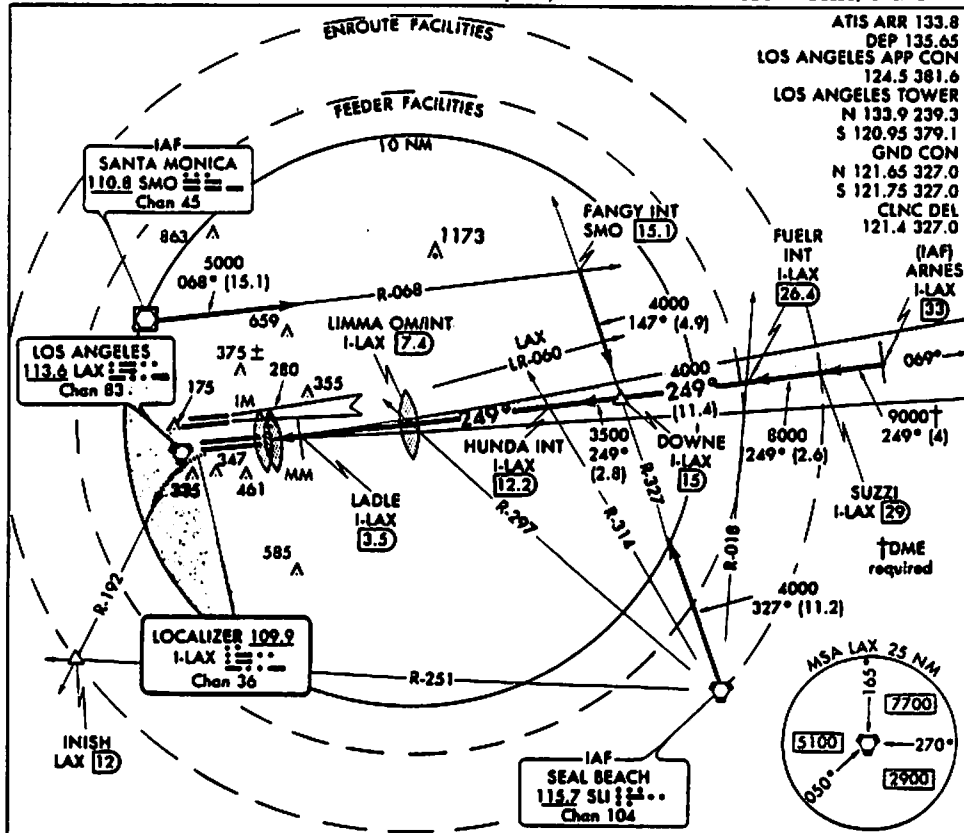 ENROUTE FACILITIES
FEEDER FACILITIES
10 NM
ATIS ARR 133.8
DEP 135.65
LOS ANGELES APP CON
124.5 381.6
LOS ANGELES TOWER
N 133.9 239.3
S 120.95 379.1
GND CON
N 121.65 327.0
S 121.75 327.0
CLNC DEL
121.4 327.0
IAF
SANTA MONICA
110.8 SMO
Chan 45
863
1173
FANGY INT
SMO 15.1
FUELR
INT
I-LAX
26.4
(IAF)
ARNES
I-LAX
33
5000
068° (15.1)
R-068
4000
147° (4.9)
659
LIMMA OM/INT
I-LAX 7.4
LAX
LR-060
4000
069°
LOS ANGELES
113.6 LAX
Chan 83
375 ±
280
175
IM
355
249°
249°
(11.4)
HUNDA INT
I-LAX
12.2
3500
249°
(2.8)
DOWNE
I-LAX
15
8000
249° (2.6)
9000†
249° (4)
347
335
461
MM
LADLE
I-LAX
3.5
R-297
R-314
R-327
R-018
SUZZI
I-LAX 29
†DME
required
585
R-192
4000
327° (11.2)
LOCALIZER 109.9
I-LAX
Chan 36
R-251
INISH
LAX 12
IAF
SEAL BEACH
115.7 SLI
Chan 104
MSA LAX 25 NM
165°
7700
5100
270°
050°
2900